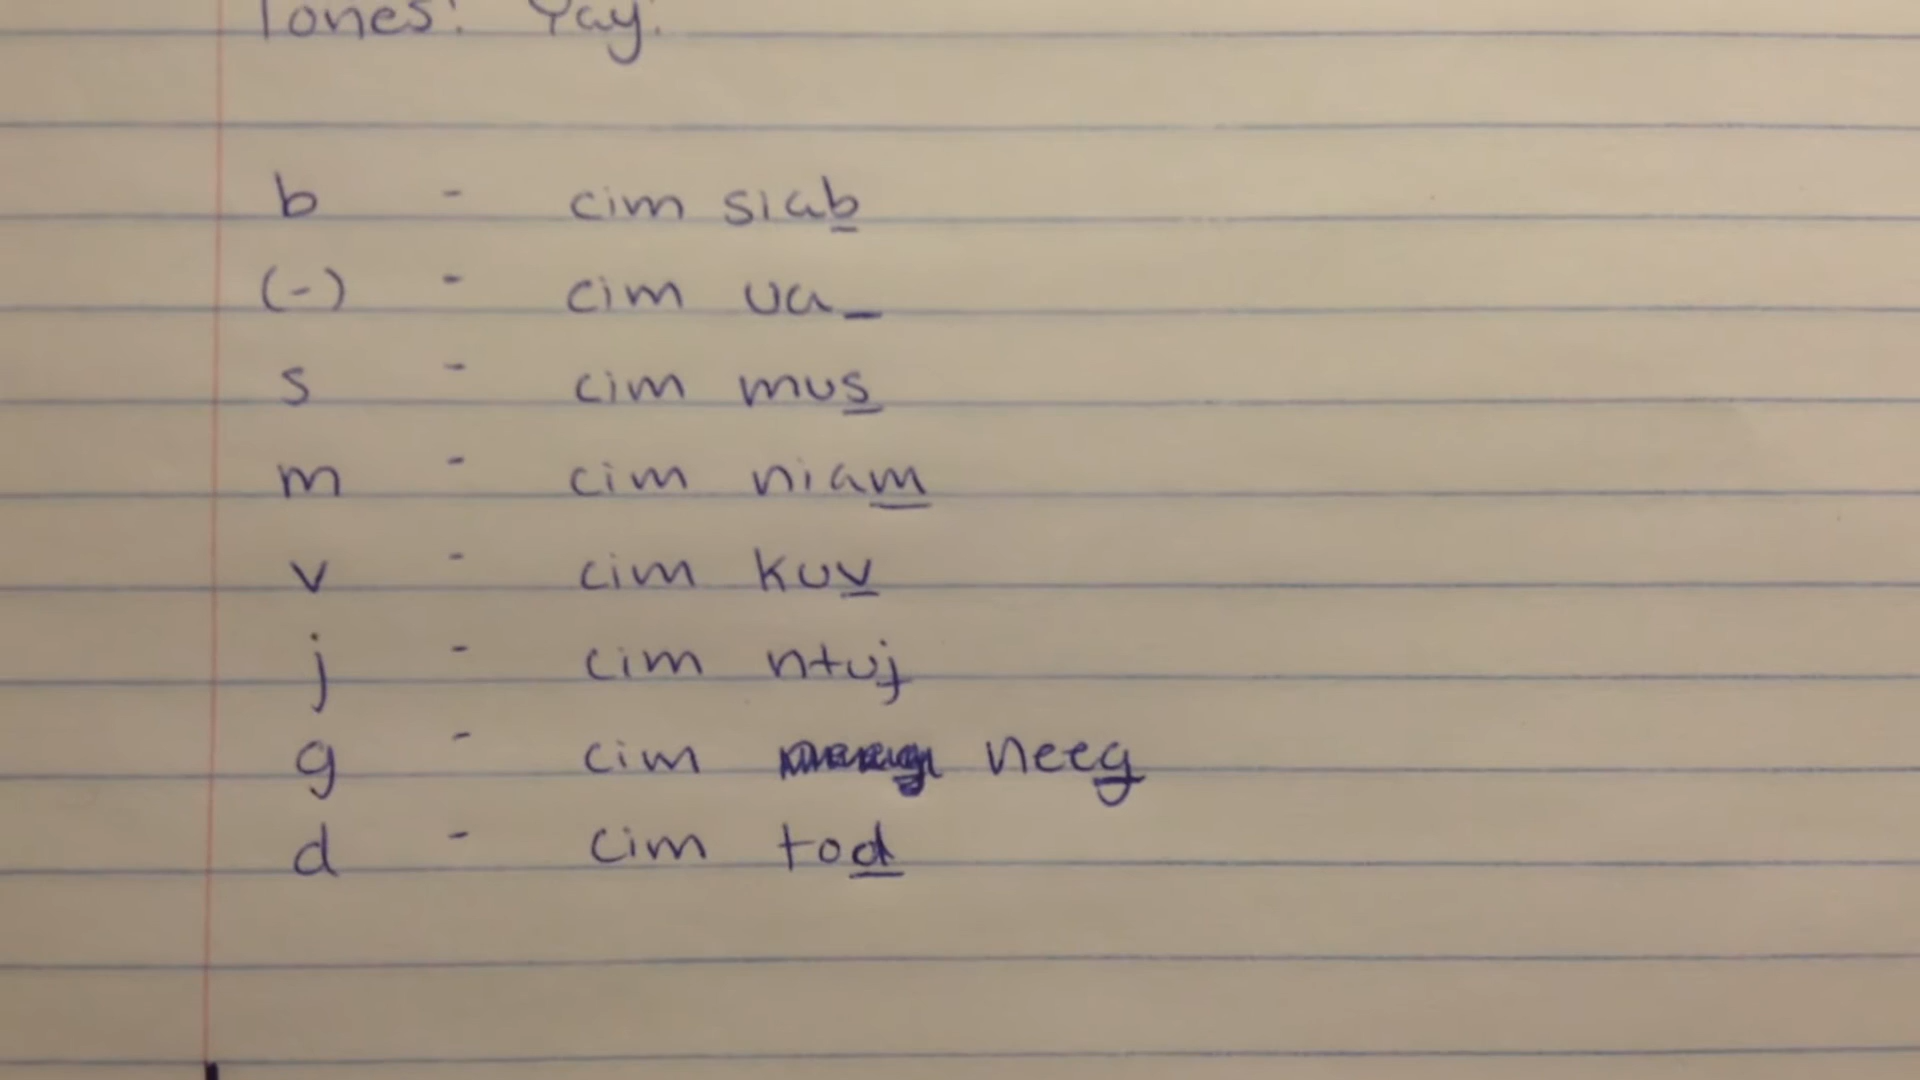 Tones! Yay!
b - cim siab
(-) - cim ua_
s - cim mus
m - cim niam
v - cim kuv
j - cim ntuj
g - cim neeg
d - cim tod